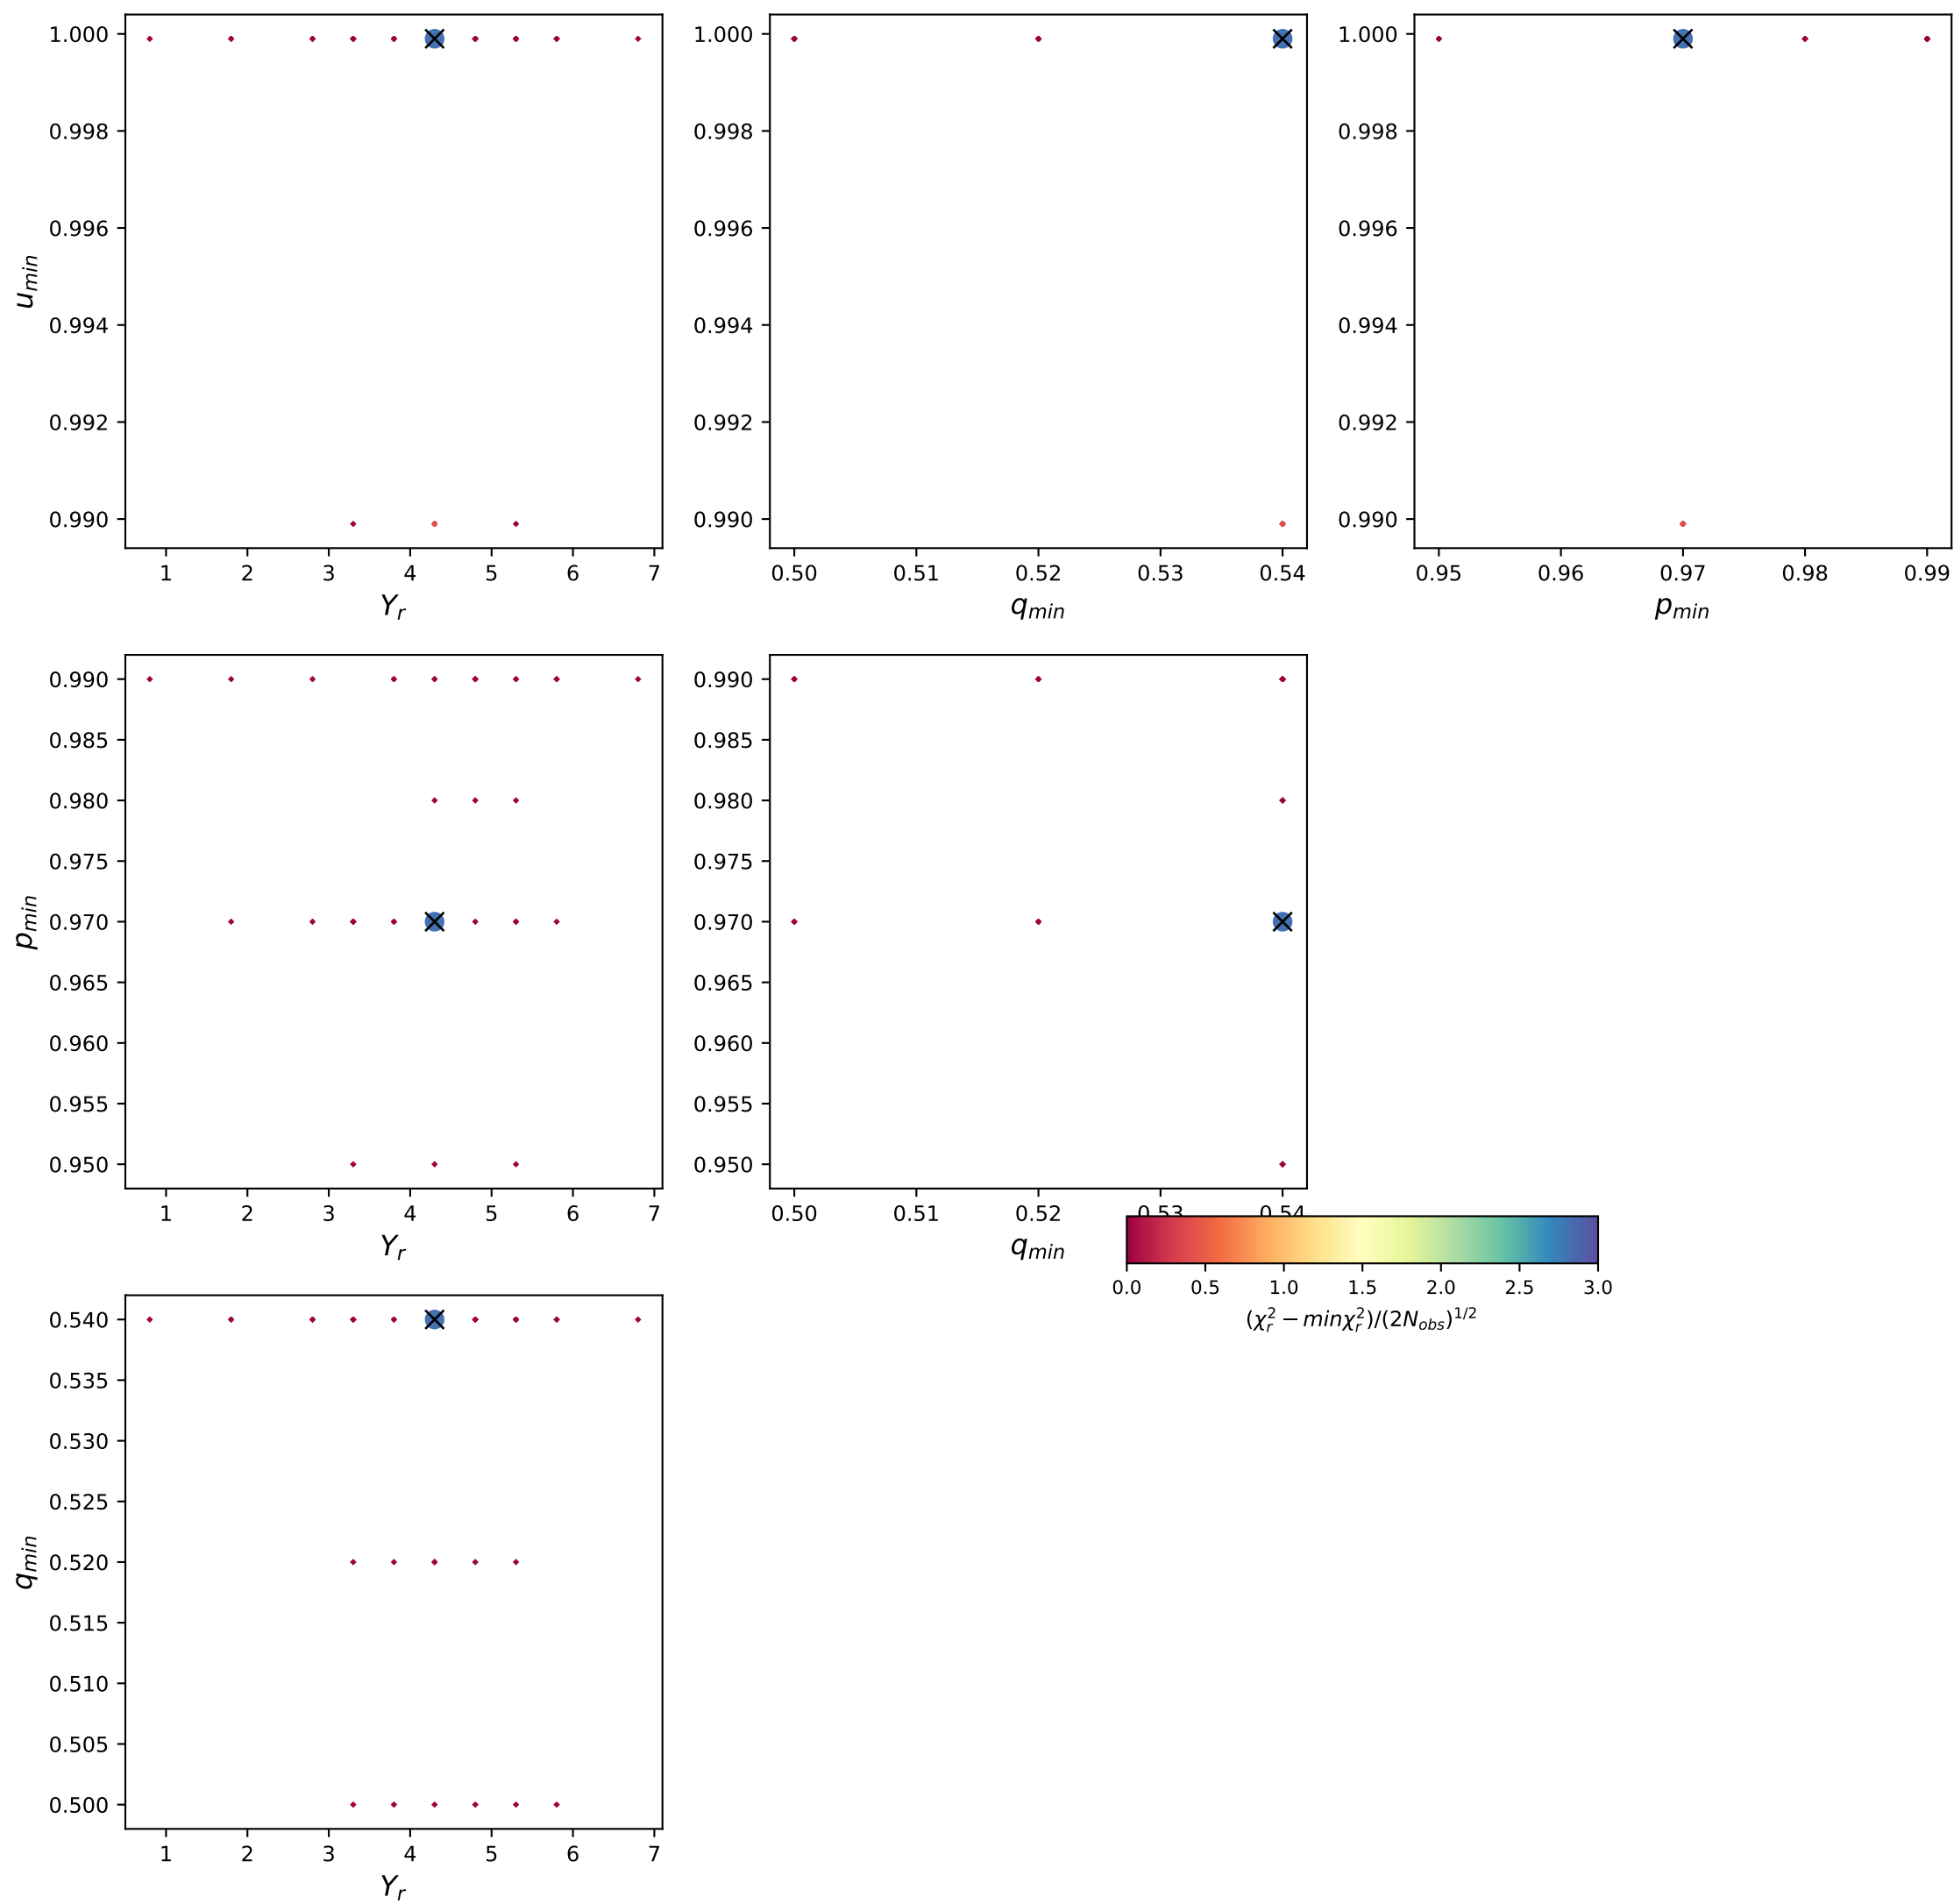 1.000
0.998
0.996
0.994
0.992
0.990
u_min
1 2 3 4 5 6 7
Y_r
1.000
0.998
0.996
0.994
0.992
0.990
0.50 0.51 0.52 0.53 0.54
q_min
1.000
0.998
0.996
0.994
0.992
0.990
0.95 0.96 0.97 0.98 0.99
p_min
0.990
0.985
0.980
0.975
0.970
0.965
0.960
0.955
0.950
p_min
1 2 3 4 5 6 7
Y_r
0.990
0.985
0.980
0.975
0.970
0.965
0.960
0.955
0.950
0.50 0.51 0.52 0.53 0.54
q_min
0.0 0.5 1.0 1.5 2.0 2.5 3.0
(χ_r^2 − minχ_r^2)/(2N_obs)^1/2
0.540
0.535
0.530
0.525
0.520
0.515
0.510
0.505
0.500
q_min
1 2 3 4 5 6 7
Y_r